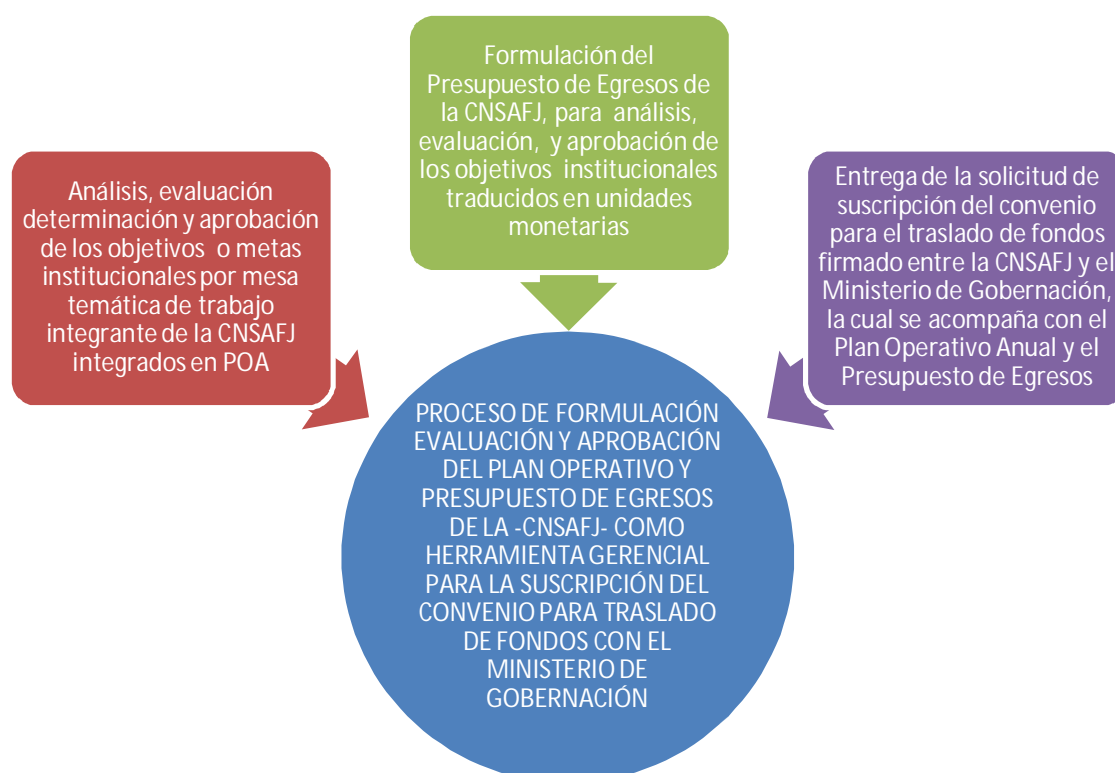 Análisis, evaluación
determinación y aprobación
de los objetivos o metas
institucionales por mesa
temática de trabajo
integrante de la CNSAFJ
integrados en POA
Formulación del
Presupuesto de Egresos de
la CNSAFJ, para análisis,
evaluación, y aprobación de
los objetivos institucionales
traducidos en unidades
monetarias
Entrega de la solicitud de
suscripción del convenio
para el traslado de fondos
firmado entre la CNSAFJ y el
Ministerio de Gobernación,
la cual se acompaña con el
Plan Operativo Anual y el
Presupuesto de Egresos
PROCESO DE FORMULACIÓN
EVALUACIÓN Y APROBACIÓN
DEL PLAN OPERATIVO Y
PRESUPUESTO DE EGRESOS
DE LA -CNSAFJ- COMO
HERRAMIENTA GERENCIAL
PARA LA SUSCRIPCIÓN DEL
CONVENIO PARA TRASLADO
DE FONDOS CON EL
MINISTERIO DE
GOBERNACIÓN